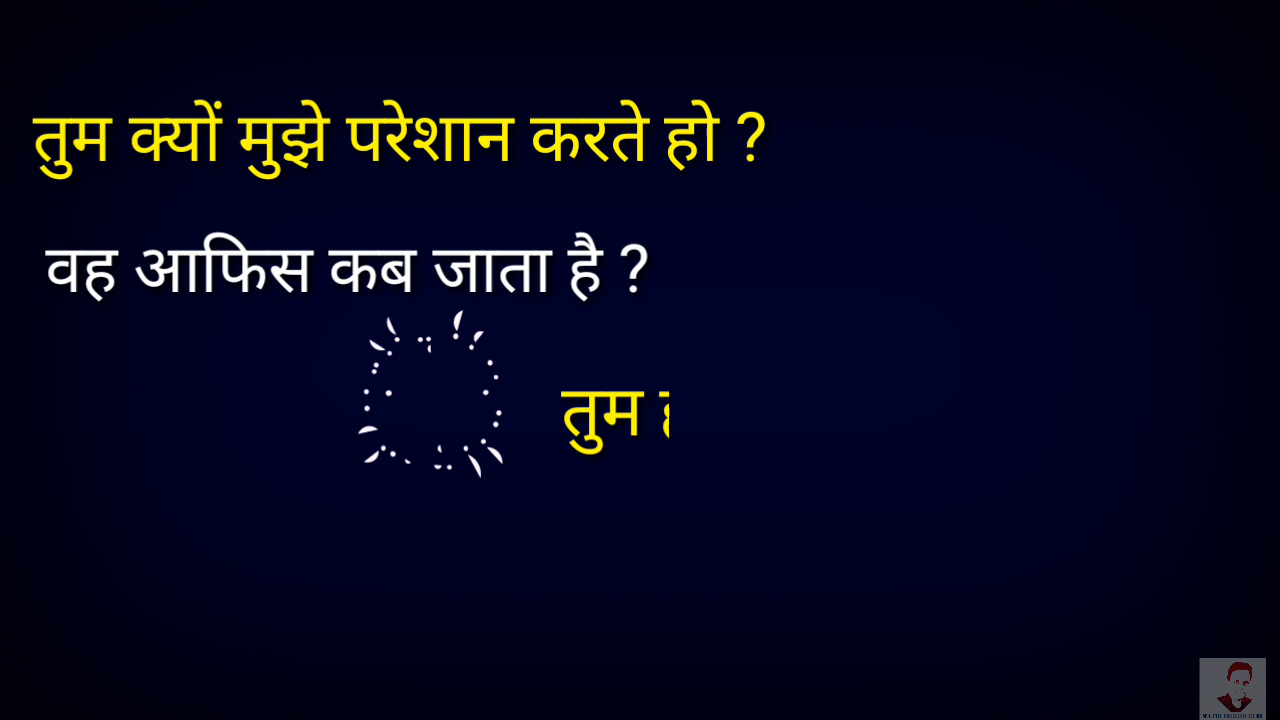 तुम क्यों मुझे परेशान करते हो ?
वह आफिस कब जाता है ?
तुम